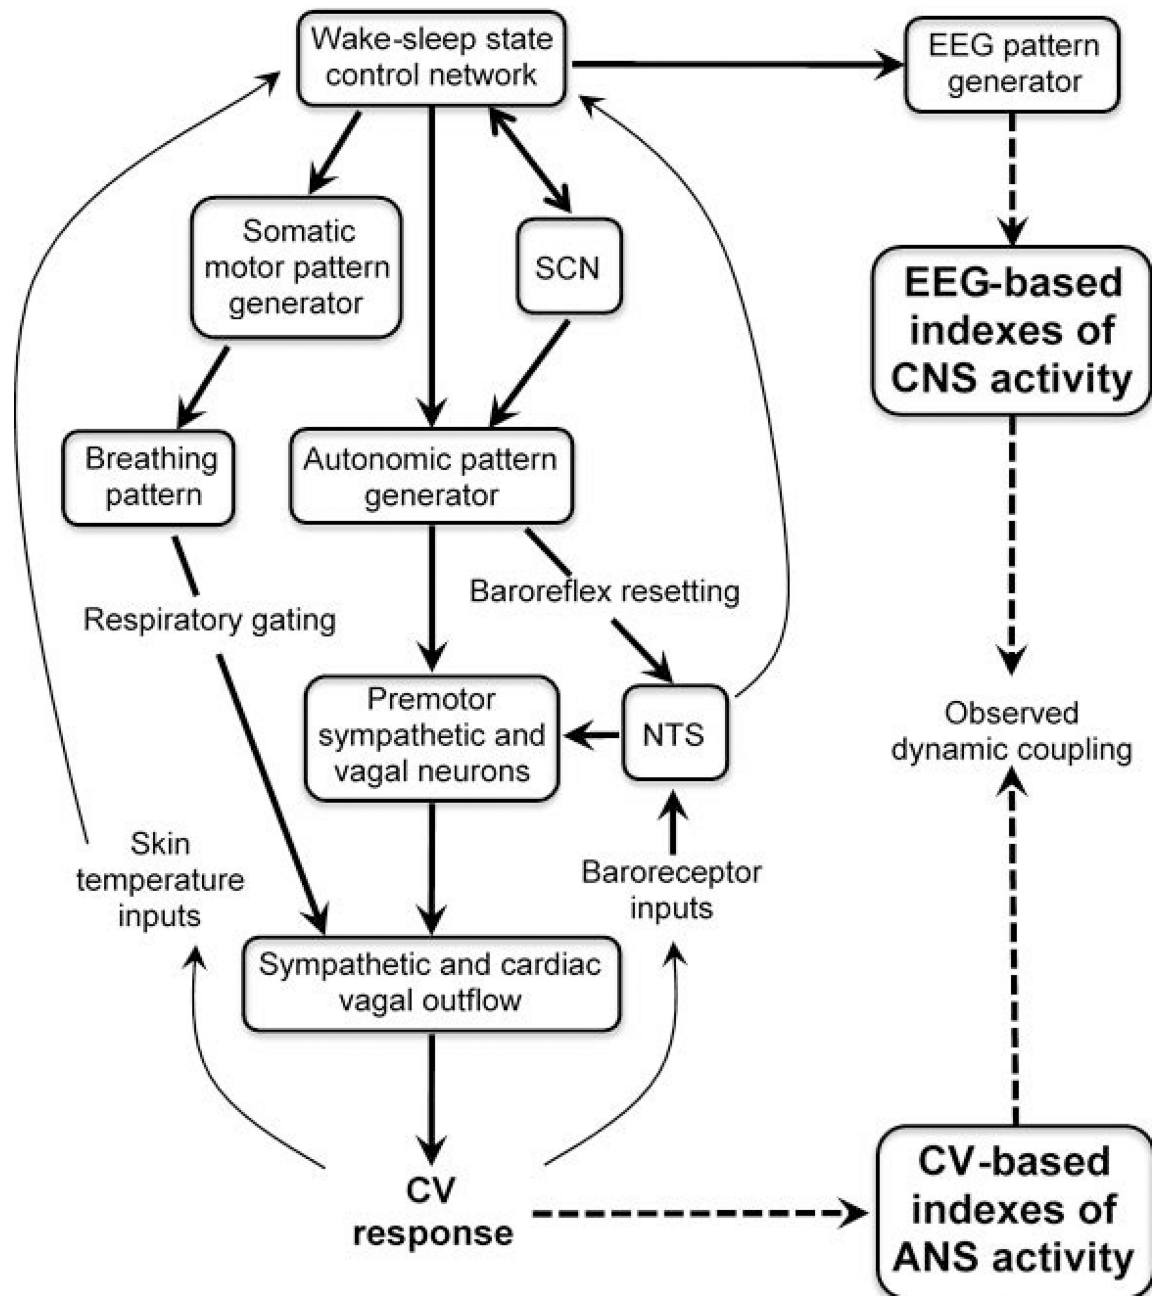 Wake-sleep state
control network
EEG pattern
generator
Somatic
motor pattern
generator
SCN
EEG-based
indexes of
CNS activity
Breathing
pattern
Autonomic pattern
generator
Baroreflex resetting
Respiratory gating
Premotor
sympathetic and
vagal neurons
NTS
Observed
dynamic coupling
Skin
temperature
inputs
Baroreceptor
inputs
Sympathetic and cardiac
vagal outflow
CV
response
CV-based
indexes of
ANS activity